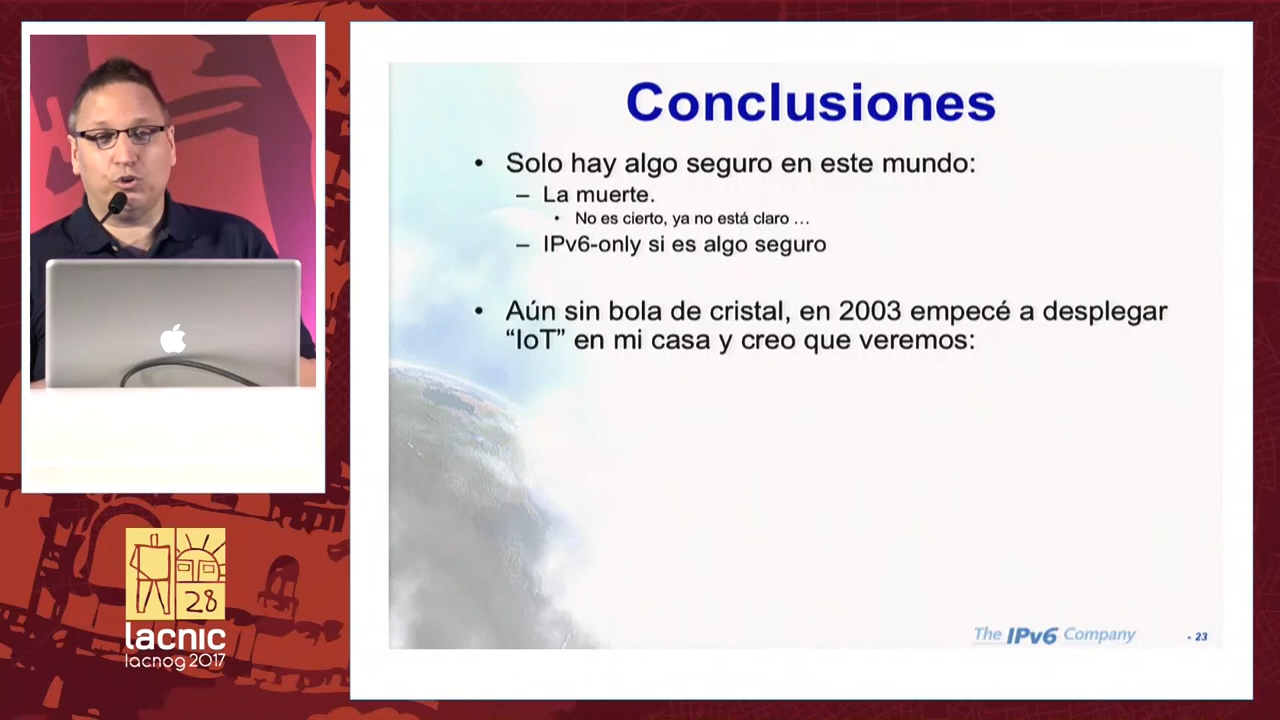 Conclusiones
• Solo hay algo seguro en este mundo:
– La muerte.
• No es cierto, ya no está claro …
– IPv6-only si es algo seguro
• Aún sin bola de cristal, en 2003 empecé a desplegar
“IoT” en mi casa y creo que veremos:
The IPv6 Company
- 23
28
lacnic
lacnog 2017